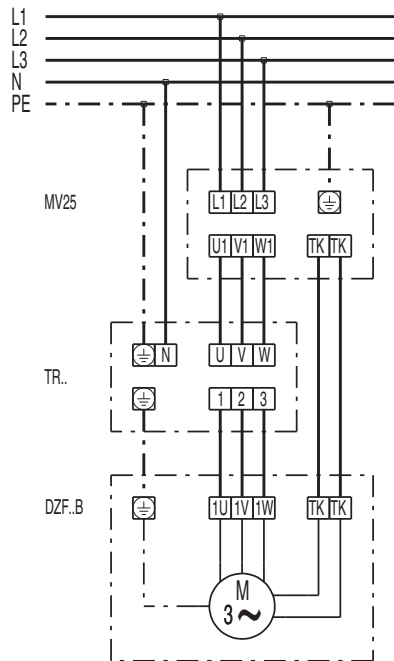 L1
L2
L3
N
PE
MV25
L1 L2 L3
U1 V1 W1 TK TK
TR..
N U V W
1 2 3
DZF..B
1U 1V 1W TK TK
M
3 ~